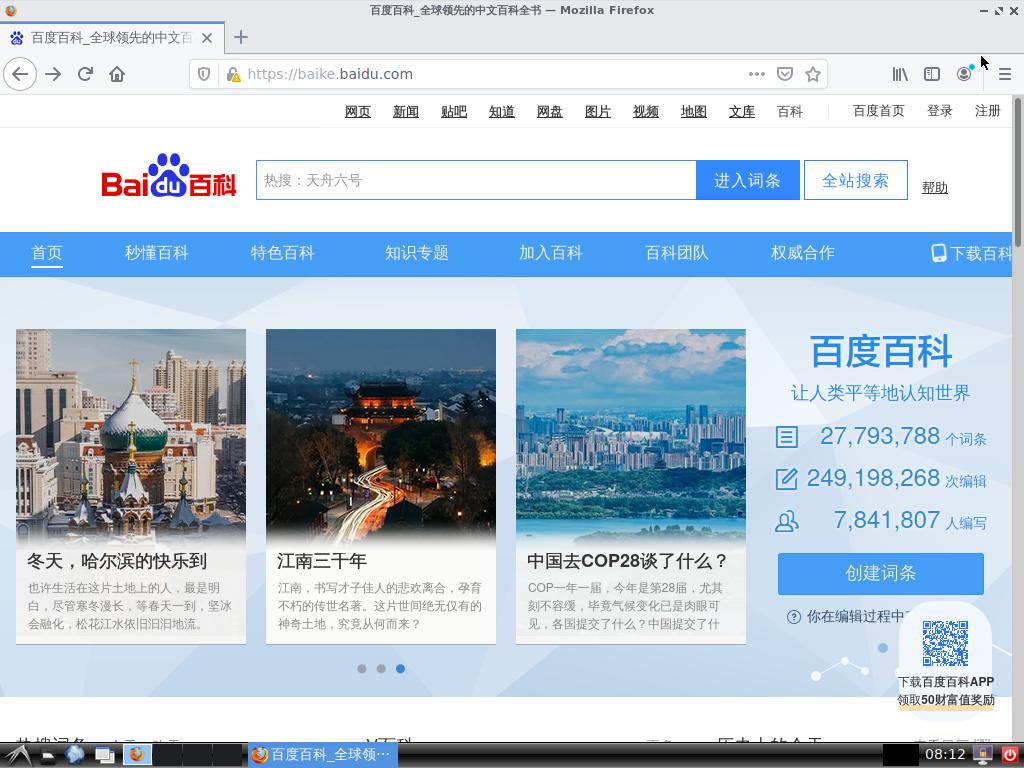 百度百科_全球领先的中文百科全书 — Mozilla Firefox
百度百科_全球领先的中文百
https://baike.baidu.com
网页 新闻 贴吧 知道 网盘 图片 视频 地图 文库 百科 百度首页 登录 注册
Bai du 百科
热搜：天舟六号
进入词条
全站搜索
帮助
首页 秒懂百科 特色百科 知识专题 加入百科 百科团队 权威合作 下载百科
冬天，哈尔滨的快乐到
也许生活在这片土地上的人，最是明
白，尽管寒冬漫长，等春天一到，坚冰
会融化，松花江水依旧汩汩地流。
江南三千年
江南，书写才子佳人的悲欢离合，孕育
不朽的传世名著。这片世间绝无仅有的
神奇土地，究竟从何而来？
中国去COP28谈了什么？
COP一年一届，今年是第28届，尤其
刻不容缓，毕竟气候变化已是肉眼可
见，各国提交了什么？中国提交了什
百度百科
让人类平等地认知世界
27,793,788 个词条
249,198,268 次编辑
7,841,807 人编写
创建词条
你在编辑过程中
下载百度百科APP
领取50财富值奖励
百度百科_全球领…
08:12